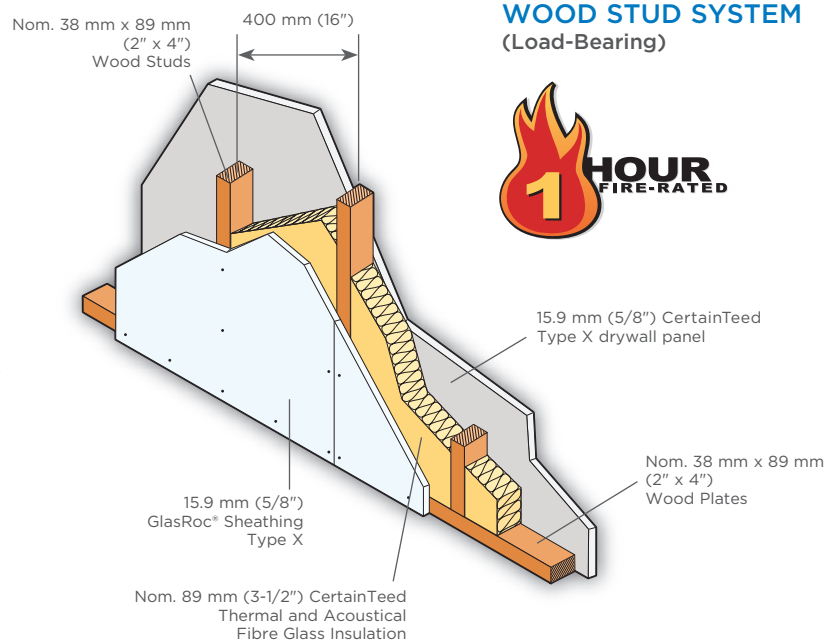 WOOD STUD SYSTEM
(Load-Bearing)
Nom. 38 mm x 89 mm
(2" x 4")
Wood Studs
400 mm (16")
1
HOUR
FIRE-RATED
15.9 mm (5/8") CertainTeed
Type X drywall panel
Nom. 38 mm x 89 mm
(2" x 4")
Wood Plates
15.9 mm (5/8")
GlasRoc® Sheathing
Type X
Nom. 89 mm (3-1/2") CertainTeed
Thermal and Acoustical
Fibre Glass Insulation